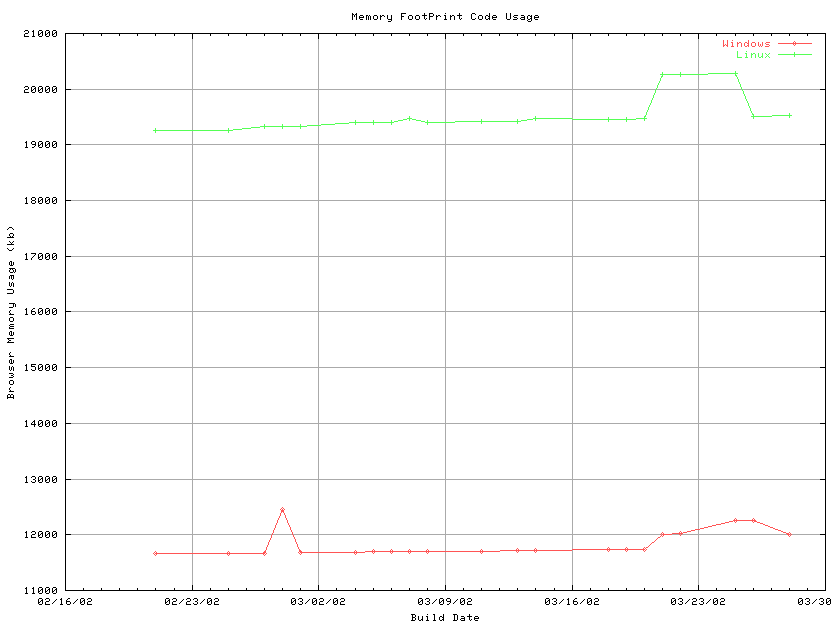 Memory FootPrint Code Usage
Windows
Linux
21000
20000
19000
18000
17000
16000
15000
14000
13000
12000
11000
Browser Memory Usage (kb)
02/16/02 02/23/02 03/02/02 03/09/02 03/16/02 03/23/02 03/30
Build Date